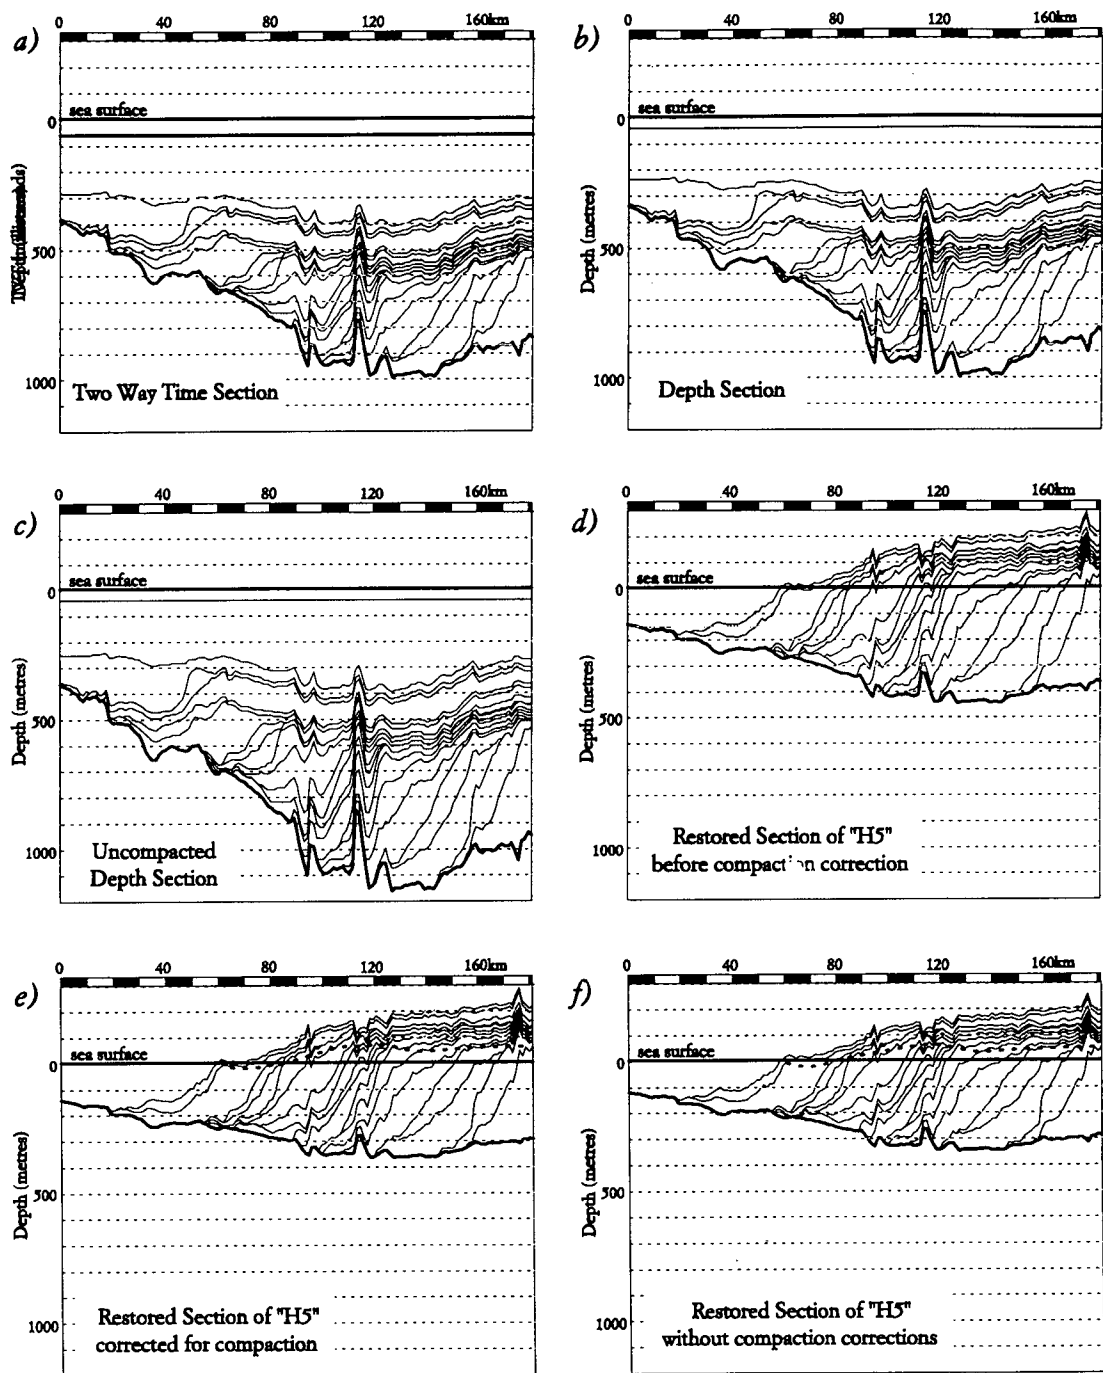 a)
0 40 80 120 160km
sea surface
0
500
1000
Two Way Time Section
b)
0 40 80 120 160km
sea surface
0
Depth (metres)
500
1000
Depth Section
c)
0 40 80 120 160km
sea surface
0
Depth (metres)
500
1000
Uncompacted
Depth Section
d)
0 40 80 120 160km
sea surface
0
Depth (metres)
500
1000
Restored Section of "H5"
before compact on correction
e)
0 40 80 120 160km
sea surface
0
Depth (metres)
500
1000
Restored Section of "H5"
corrected for compaction
f)
0 40 80 120 160km
sea surface
0
Depth (metres)
500
1000
Restored Section of "H5"
without compaction corrections